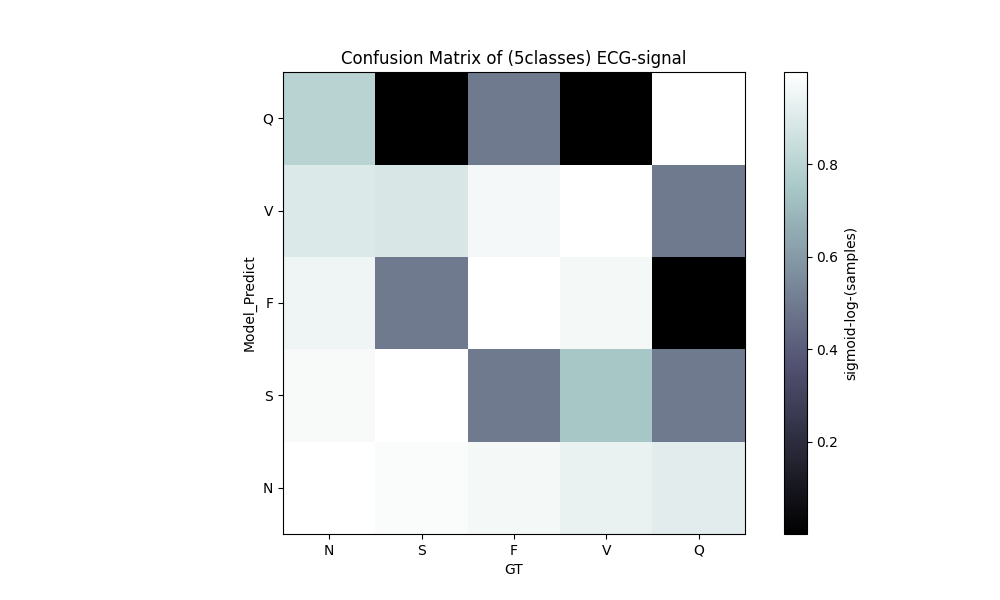 Confusion Matrix of (5classes) ECG-signal
Q
V
F
S
N
Model_Predict
N S F V Q
GT
0.8
0.6
0.4
0.2
sigmoid-log-(samples)